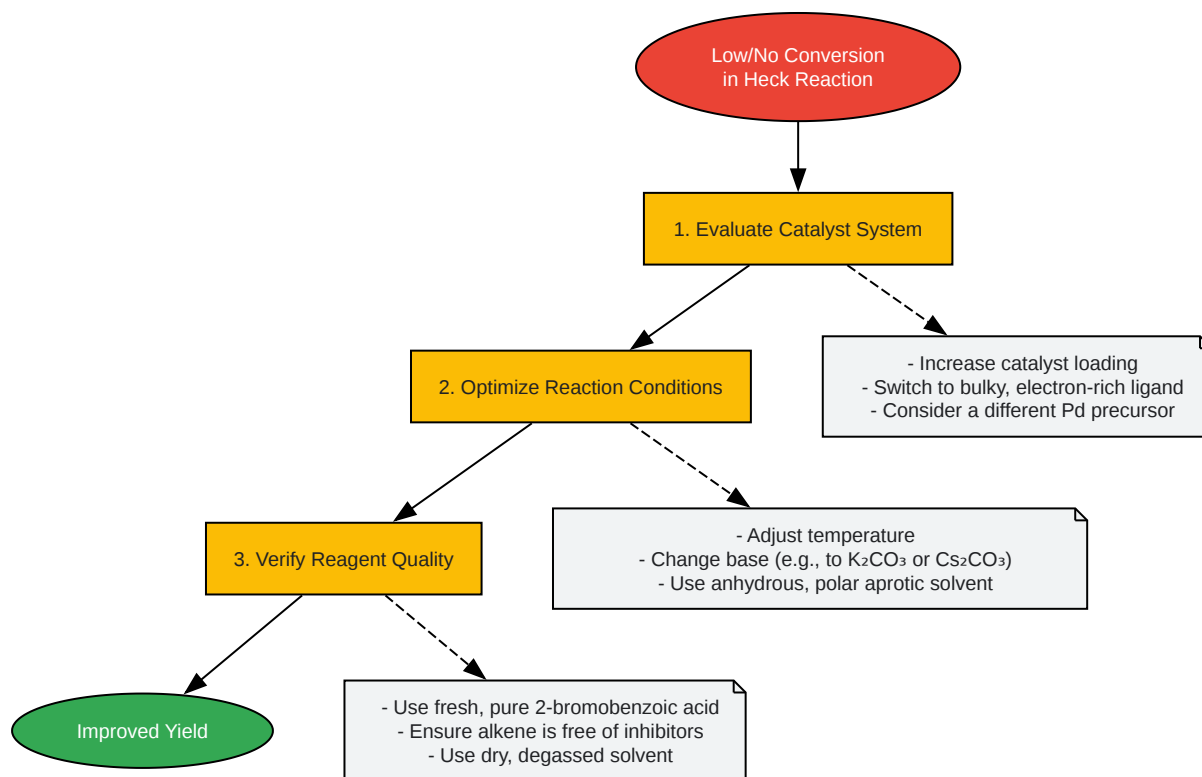 Low/No Conversion
in Heck Reaction
1. Evaluate Catalyst System
- Increase catalyst loading
- Switch to bulky, electron-rich ligand
- Consider a different Pd precursor
2. Optimize Reaction Conditions
- Adjust temperature
- Change base (e.g., to K₂CO₃ or Cs₂CO₃)
- Use anhydrous, polar aprotic solvent
3. Verify Reagent Quality
- Use fresh, pure 2-bromobenzoic acid
- Ensure alkene is free of inhibitors
- Use dry, degassed solvent
Improved Yield